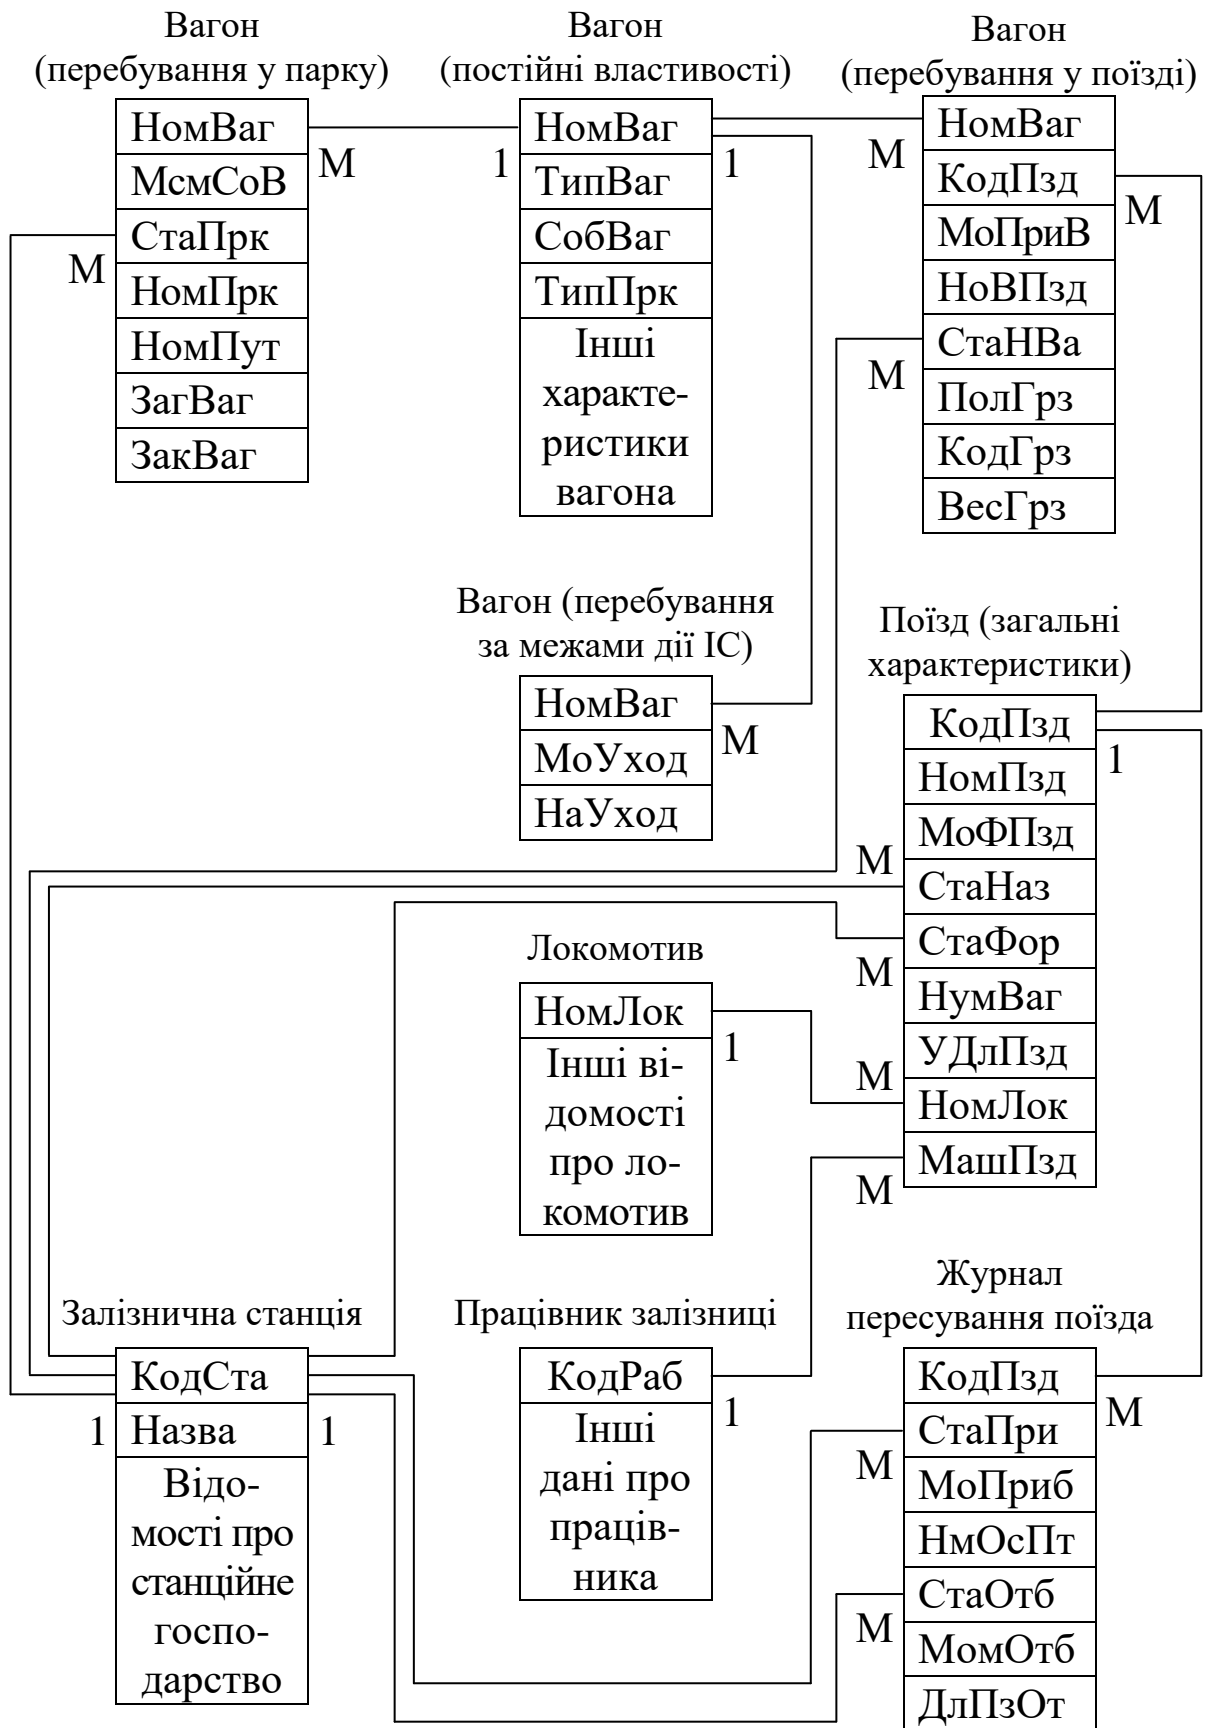 Вагон
(перебування у парку)
НомВаг
МсмСоВ
СтаПрк
НомПрк
НомПут
ЗагВаг
ЗакВаг
М
М
Вагон
(постійні властивості)
НомВаг
ТипВаг
СобВаг
ТипПрк
Інші
характе-
ристики
вагона
1
1
Вагон
(перебування у поїзді)
НомВаг
КодПзд
МоПриВ
НоВПзд
СтаНВа
ПолГрз
КодГрз
ВесГрз
М
М
М
Вагон (перебування
за межами дії ІС)
НомВаг
МоУход
НаУход
М
Поїзд (загальні
характеристики)
КодПзд
НомПзд
МоФПзд
СтаНаз
СтаФор
НумВаг
УДлПзд
НомЛок
МашПзд
1
М
М
М
М
Локомотив
НомЛок
Інші ві-
домості
про ло-
комотив
1
Залізнична станція
КодСта
Назва
Відо-
мості про
станційне
госпо-
дарство
1
1
Працівник залізниці
КодРаб
Інші
дані про
праців-
ника
1
Журнал
пересування поїзда
КодПзд
СтаПри
МоПриб
НмОсПт
СтаОтб
МомОтб
ДлПзОт
М
М
М